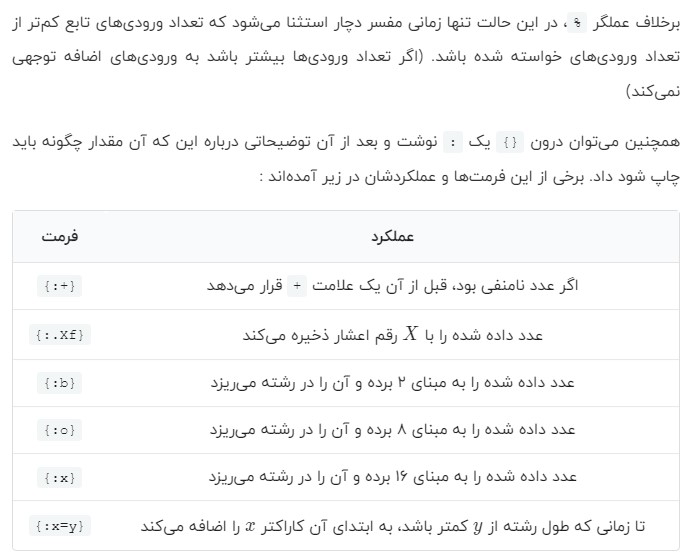 برخلاف عملگر %، در این حالت تنها زمانی مفسر دچار استثنا می‌شود که تعداد ورودی‌های تابع کم‌تر از
تعداد ورودی‌های خواسته شده باشد. (اگر تعداد ورودی‌ها بیشتر باشد به ورودی‌های اضافه توجهی
نمی‌کند)
همچنین می‌توان درون {} یک : نوشت و بعد از آن توضیحاتی درباره این که آن مقدار چگونه باید
چاپ شود داد. برخی از این فرمت‌ها و عملکردشان در زیر آمده‌اند :
فرمت عملکرد
{:+} اگر عدد نامنفی بود، قبل از آن یک علامت + قرار می‌دهد
{:.Xf} عدد داده شده را با X رقم اعشار ذخیره می‌کند
{:b} عدد داده شده را به مبنای ۲ برده و آن را در رشته می‌ریزد
{:o} عدد داده شده را به مبنای ۸ برده و آن را در رشته می‌ریزد
{:x} عدد داده شده را به مبنای ۱۶ برده و آن را در رشته می‌ریزد
{:x=y} تا زمانی که طول رشته از y کمتر باشد، به ابتدای آن کاراکتر x را اضافه می‌کند